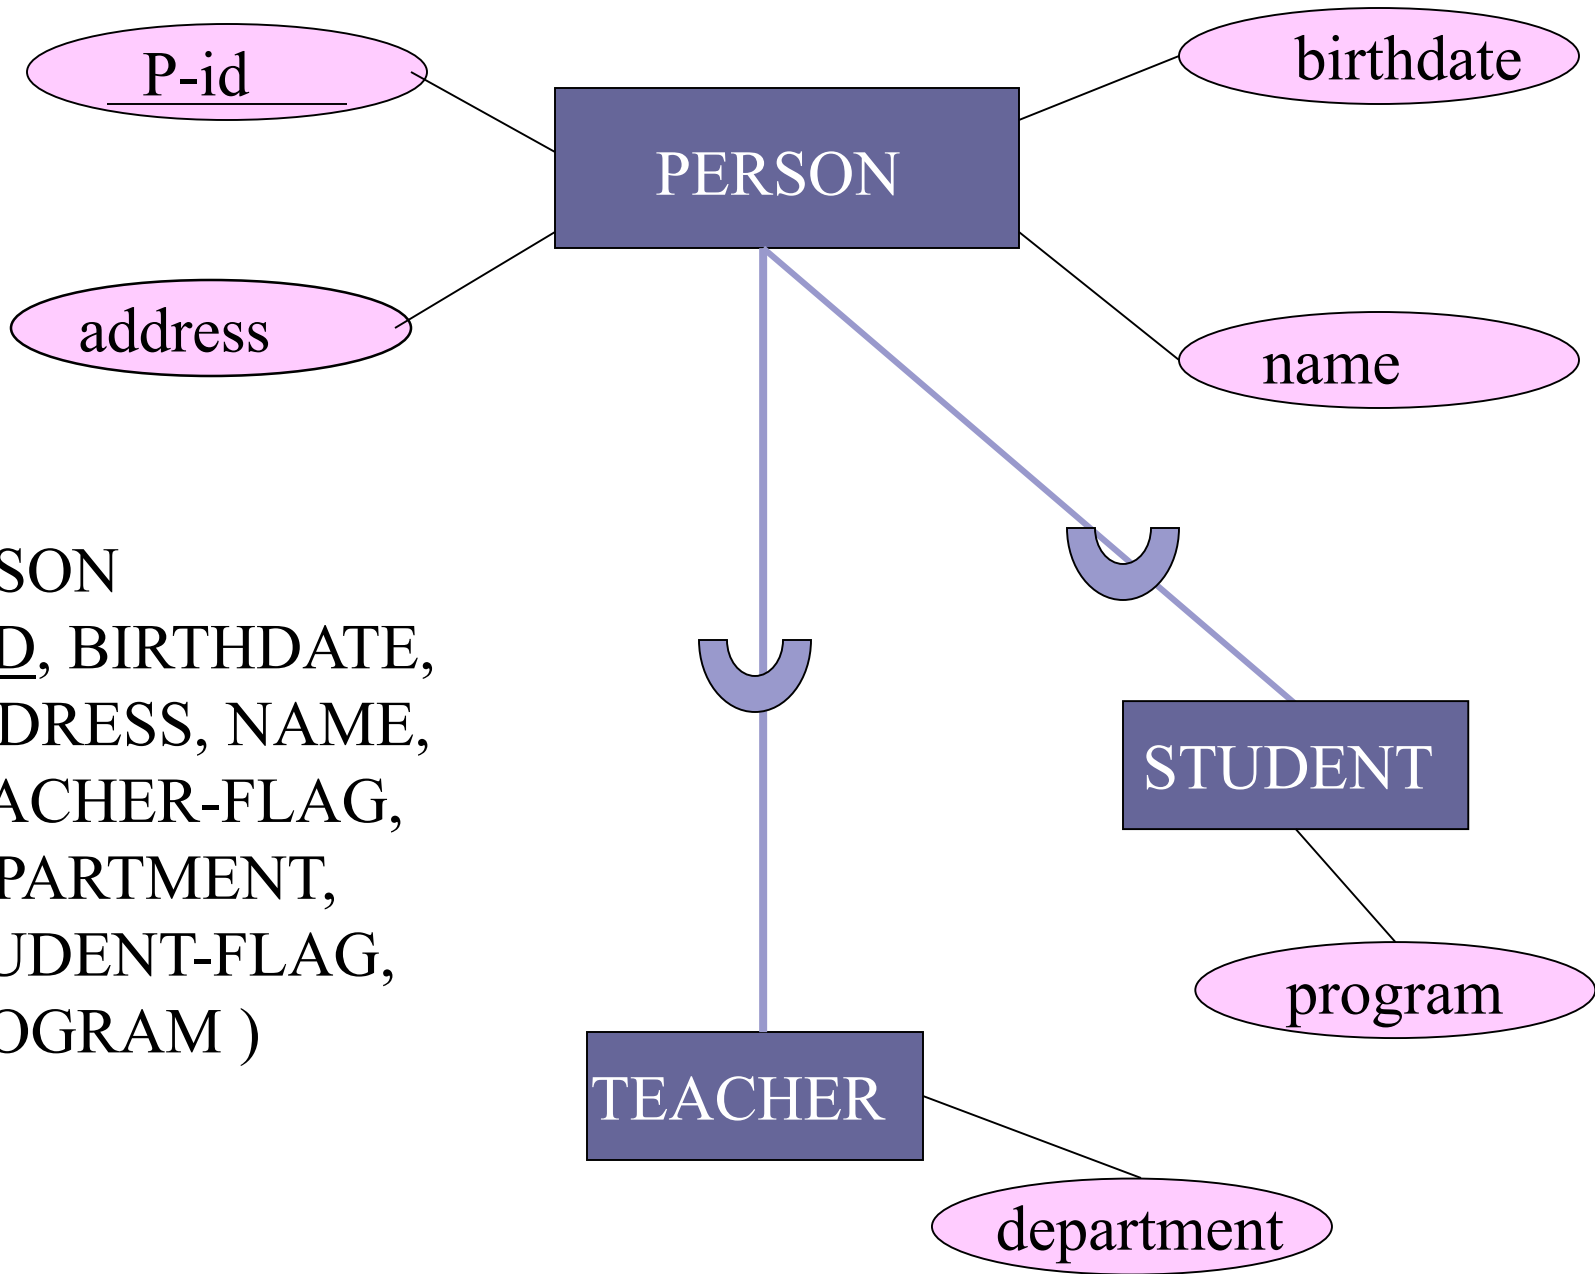 P-id
birthdate
PERSON
address
name
SON
D, BIRTHDATE,
DRESS, NAME,
ACHER-FLAG,
PARTMENT,
UDENT-FLAG,
OGRAM )
STUDENT
program
TEACHER
department